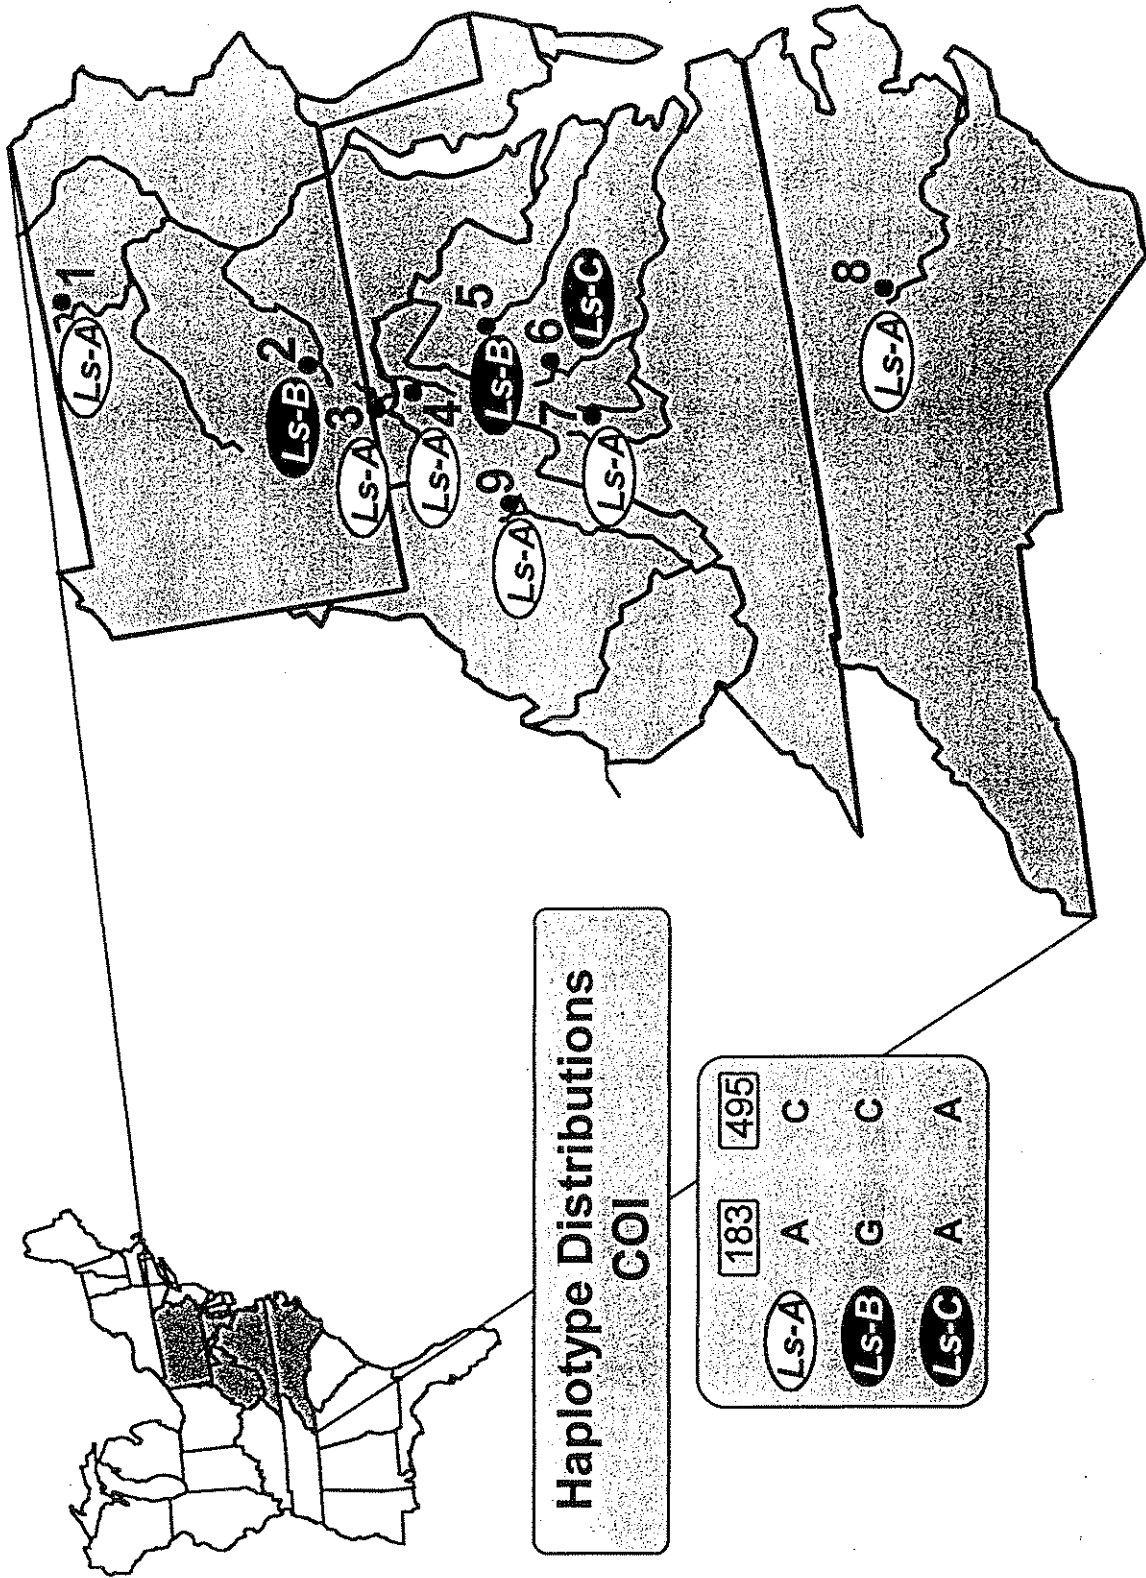 Haplotype Distributions
COI
183 495
Ls-A A C
Ls-B G C
Ls-C A A
Ls-A 1
Ls-B 2
Ls-A 3
Ls-A 4
Ls-B 5
6 Ls-C
Ls-A 7
Ls-A 8
Ls-A 9